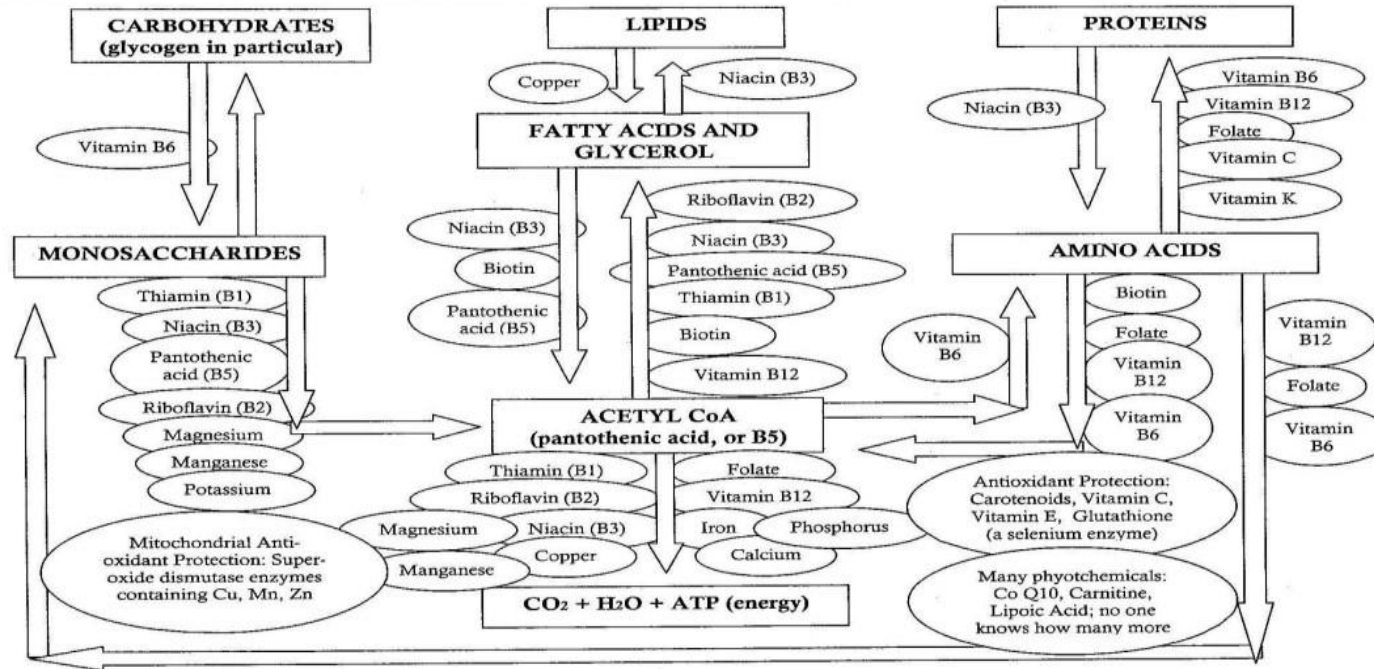 CARBOHYDRATES
(glycogen in particular)
LIPIDS
PROTEINS
Copper
Niacin (B3)
Niacin (B3)
Vitamin B6
Vitamin B12
Folate
Vitamin C
Vitamin K
Vitamin B6
FATTY ACIDS AND
GLYCEROL
MONOSACCHARIDES
AMINO ACIDS
Thiamin (B1)
Niacin (B3)
Pantothenic
acid (B5)
Riboflavin (B2)
Magnesium
Manganese
Potassium
Niacin (B3)
Biotin
Pantothenic
acid (B5)
Riboflavin (B2)
Niacin (B3)
Pantothenic acid (B5)
Thiamin (B1)
Biotin
Vitamin B12
Vitamin
B6
Biotin
Folate
Vitamin
B12
Vitamin
B6
Vitamin
B12
Folate
Vitamin
B6
ACETYL CoA
(pantothenic acid, or B5)
Thiamin (B1)
Riboflavin (B2)
Magnesium
Niacin (B3)
Copper
Manganese
Folate
Vitamin B12
Iron
Phosphorus
Calcium
Mitochondrial Anti-
oxidant Protection: Super-
oxide dismutase enzymes
containing Cu, Mn, Zn
Antioxidant Protection:
Carotenoids, Vitamin C,
Vitamin E, Glutathione
(a selenium enzyme)
Many phyotchemicals:
Co Q10, Carnitine,
Lipoic Acid; no one
knows how many more
CO2 + H2O + ATP (energy)